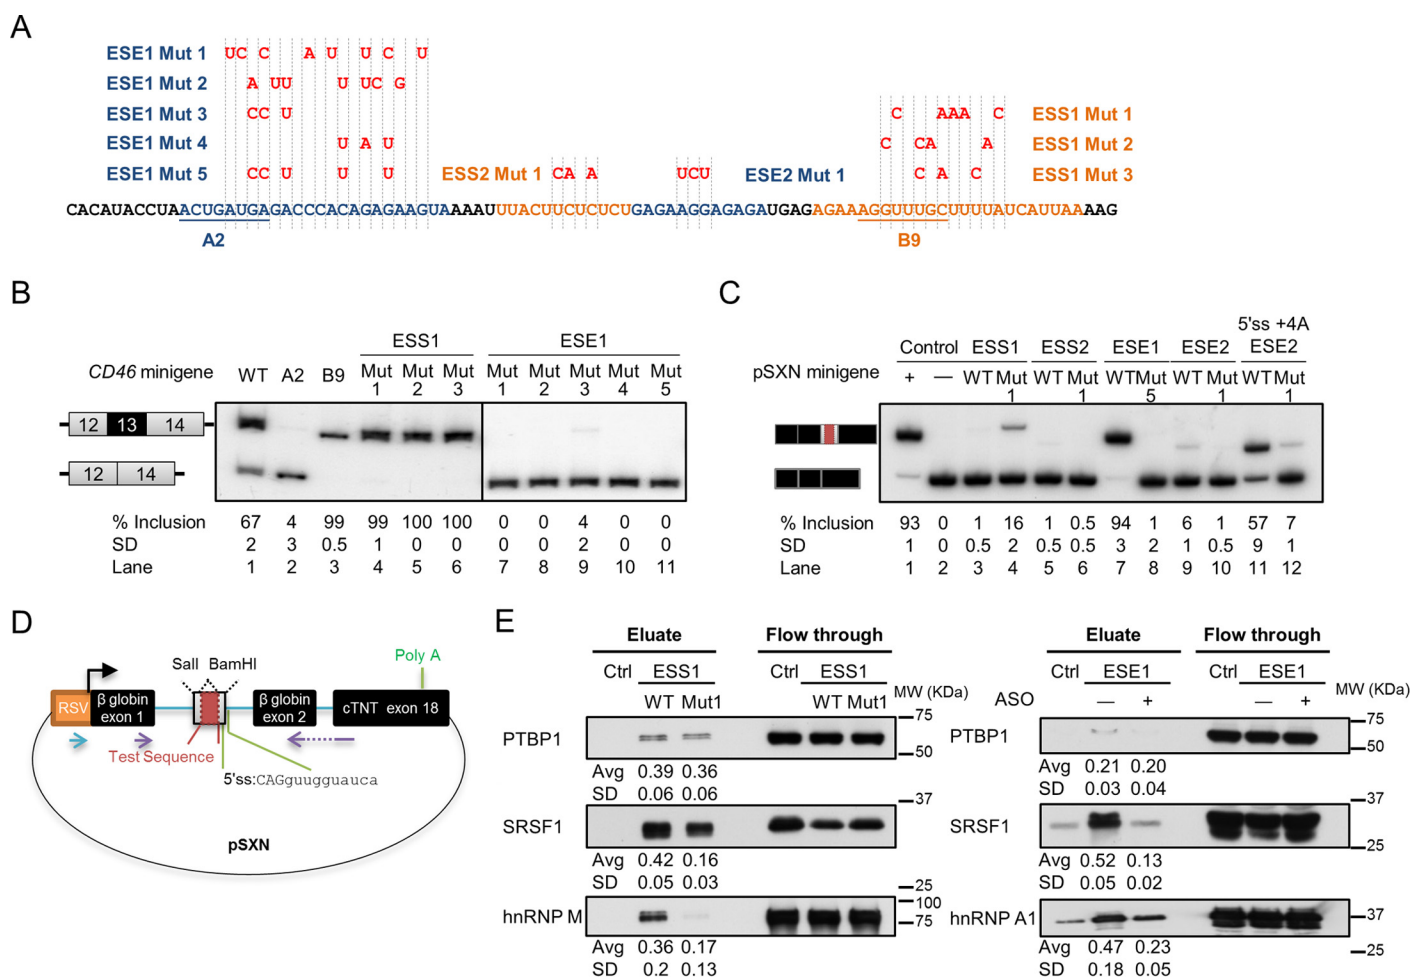 A
ESE1 Mut 1 UC C A U U C U
ESE1 Mut 2 A UU U UC G
ESE1 Mut 3 CC U C AAA C ESS1 Mut 1
ESE1 Mut 4 U A U C CA A ESS1 Mut 2
ESE1 Mut 5 CC U U U ESS2 Mut 1 CA A UCU ESE2 Mut 1 C A C ESS1 Mut 3
CACAUACCUAACUGAUGAGACCCACAGAGAAGUAAAAUUUACUUCUCUCUGAGAAGGAGAGAUGAGAGAAAGGUUUGCUUUUAUCAUUAAAAG
A2 B9
B
ESS1 ESE1
CD46 minigene WT A2 B9 Mut 1 Mut 2 Mut 3 Mut 1 Mut 2 Mut 3 Mut 4 Mut 5
12 13 14
12 14
% Inclusion 67 4 99 99 100 100 0 0 4 0 0
SD 2 3 0.5 1 0 0 0 0 2 0 0
Lane 1 2 3 4 5 6 7 8 9 10 11
C
5'ss +4A
Control ESS1 ESS2 ESE1 ESE2 ESE2
pSXN minigene + — WT Mut 1 WT Mut 1 WT Mut 5 WT Mut 1 WT Mut 1
% Inclusion 93 0 1 16 1 0.5 94 1 6 1 57 7
SD 1 0 0.5 2 0.5 0.5 3 2 1 0.5 9 1
Lane 1 2 3 4 5 6 7 8 9 10 11 12
D
Poly A
SalI BamHI
RSV β globin exon 1 β globin exon 2 cTNT exon 18
Test Sequence
5'ss:CAGguugguauca
pSXN
E
Eluate Flow through
Ctrl ESS1 Ctrl ESS1
WT Mut1 WT Mut1 MW (KDa)
PTBP1 75
50
Avg 0.39 0.36
SD 0.06 0.06
37
SRSF1
Avg 0.42 0.16
SD 0.05 0.03
25
hnRNP M 100
75
Avg 0.36 0.17
SD 0.2 0.13
Eluate Flow through
Ctrl ESE1 Ctrl ESE1 MW (KDa)
ASO — + — +
PTBP1 75
50
Avg 0.21 0.20
SD 0.03 0.04
37
SRSF1
25
Avg 0.52 0.13
SD 0.05 0.02
hnRNP A1 37
Avg 0.47 0.23
25
SD 0.18 0.05